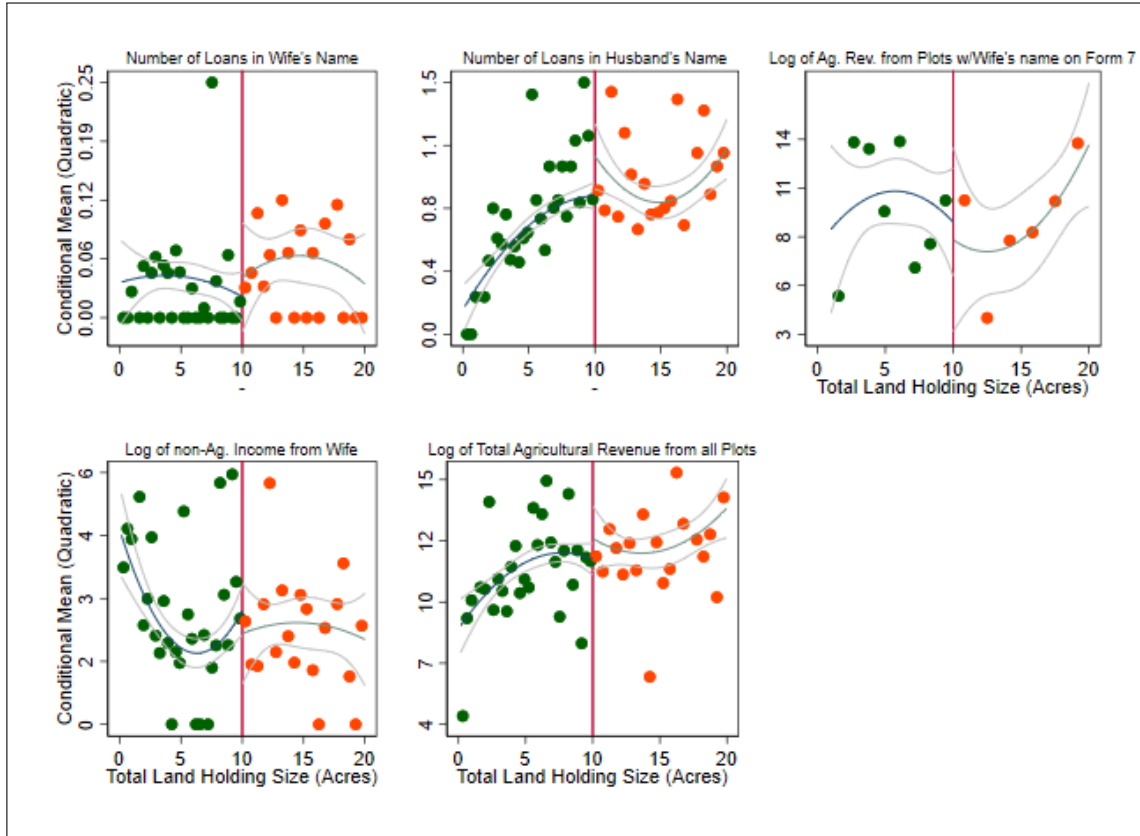 Number of Loans in Wife's Name
Number of Loans in Husband's Name
Log of Ag. Rev. from Plots w/Wife's name on Form 7
Conditional Mean (Quadratic)
0.25
0.19
0.12
0.06
0.00
0 5 10 15 20
-
1.5
1.1
0.8
0.4
0.0
0 5 10 15 20
-
14
11
8
6
3
0 5 10 15 20
Total Land Holding Size (Acres)
Log of non-Ag. Income from Wife
Log of Total Agricultural Revenue from all Plots
Conditional Mean (Quadratic)
6
4
3
2
0
0 5 10 15 20
Total Land Holding Size (Acres)
15
12
10
7
4
0 5 10 15 20
Total Land Holding Size (Acres)